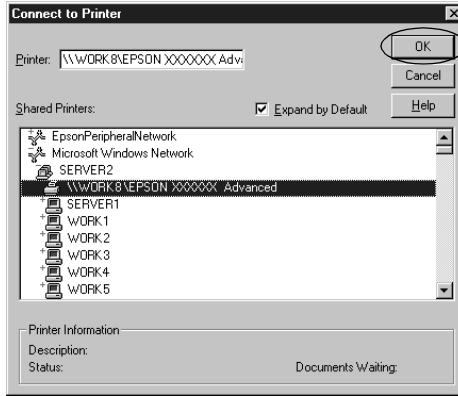 Connect to Printer
Printer: \\WORK8\EPSON XXXXXX Adv
OK
Cancel
Shared Printers:
Expand by Default
Help
EpsonPeripheralNetwork
Microsoft Windows Network
SERVER2
\\WORK8\EPSON XXXXXX Advanced
SERVER1
WORK1
WORK2
WORK3
WORK4
WORK5
Printer Information
Description:
Status:
Documents Waiting: